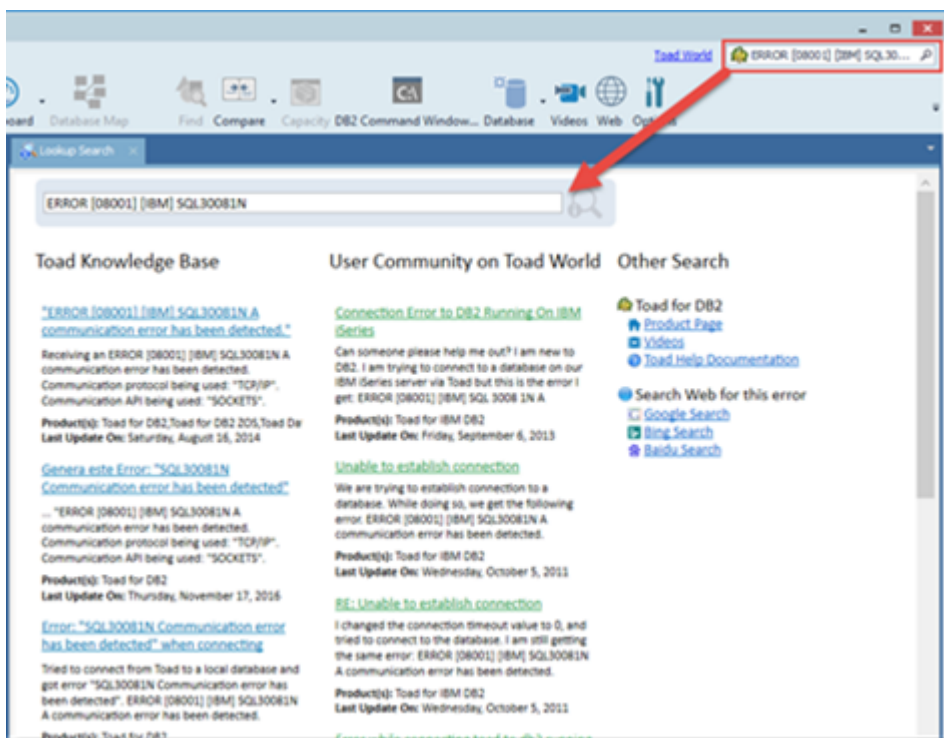 Toad World
ERROR [08001] [IBM] SQL30...
oard
Database Map
Find
Compare
Capacity
DB2 Command Window...
Database
Videos
Web
Lookup Search
ERROR [08001] [IBM] SQL30081N
Toad Knowledge Base
"ERROR [08001] [IBM] SQL30081N A
communication error has been detected."
Receiving an ERROR [08001] [IBM] SQL30081N A
communication error has been detected.
Communication protocol being used: "TCP/IP".
Communication API being used: "SOCKETS".
Product(s): Toad for DB2,Toad for DB2 ZOS,Toad Da
Last Update On: Saturday, August 16, 2014
Genera este Error: "SQL30081N
Communication error has been detected"
... "ERROR [08001] [IBM] SQL30081N A
communication error has been detected.
Communication protocol being used: "TCP/IP".
Communication API being used: "SOCKETS".
Product(s): Toad for DB2
Last Update On: Thursday, November 17, 2016
Error: "SQL30081N Communication error
has been detected" when connecting
Tried to connect from Toad to a local database and
got error "SQL30081N Communication error has
been detected". ERROR [08001] [IBM] SQL30081N
A communication error has been detected.
Product(s): Toad for DB2
User Community on Toad World
Connection Error to DB2 Running On IBM
iSeries
Can someone please help me out? I am new to
DB2. I am trying to connect to a database on our
IBM iSeries server via Toad but this is the error I
get: ERROR [08001] [IBM] SQL 3008 1N A
Product(s): Toad for IBM DB2
Last Update On: Friday, September 6, 2013
Unable to establish connection
We are trying to establish connection to a
database. While doing so, we get the following
error. ERROR [08001] [IBM] SQL30081N A
communication error has been detected.
Product(s): Toad for IBM DB2
Last Update On: Wednesday, October 5, 2011
RE: Unable to establish connection
I changed the connection timeout value to 0, and
tried to connect to the database. I am still getting
the same error: ERROR [08001] [IBM] SQL30081N
A communication error has been detected.
Product(s): Toad for IBM DB2
Last Update On: Wednesday, October 5, 2011
Other Search
Toad for DB2
Product Page
Videos
Toad Help Documentation
Search Web for this error
Google Search
Bing Search
Baidu Search